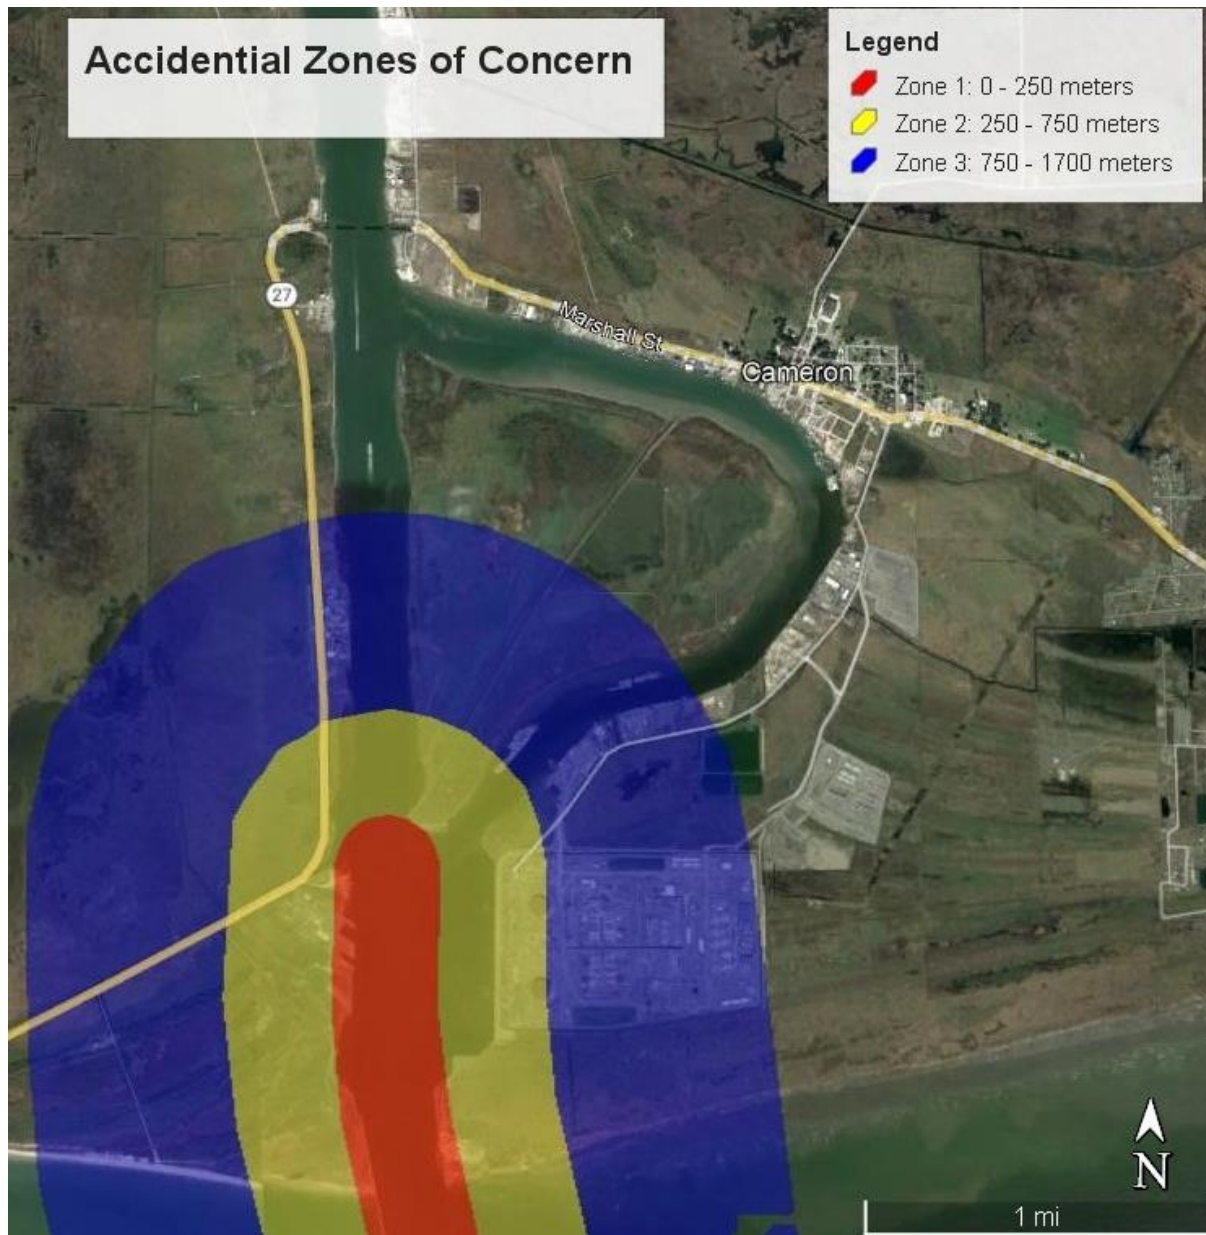 Accidential Zones of Concern
Legend
Zone 1: 0 - 250 meters
Zone 2: 250 - 750 meters
Zone 3: 750 - 1700 meters
27
Marshall St
Cameron
N
1 mi